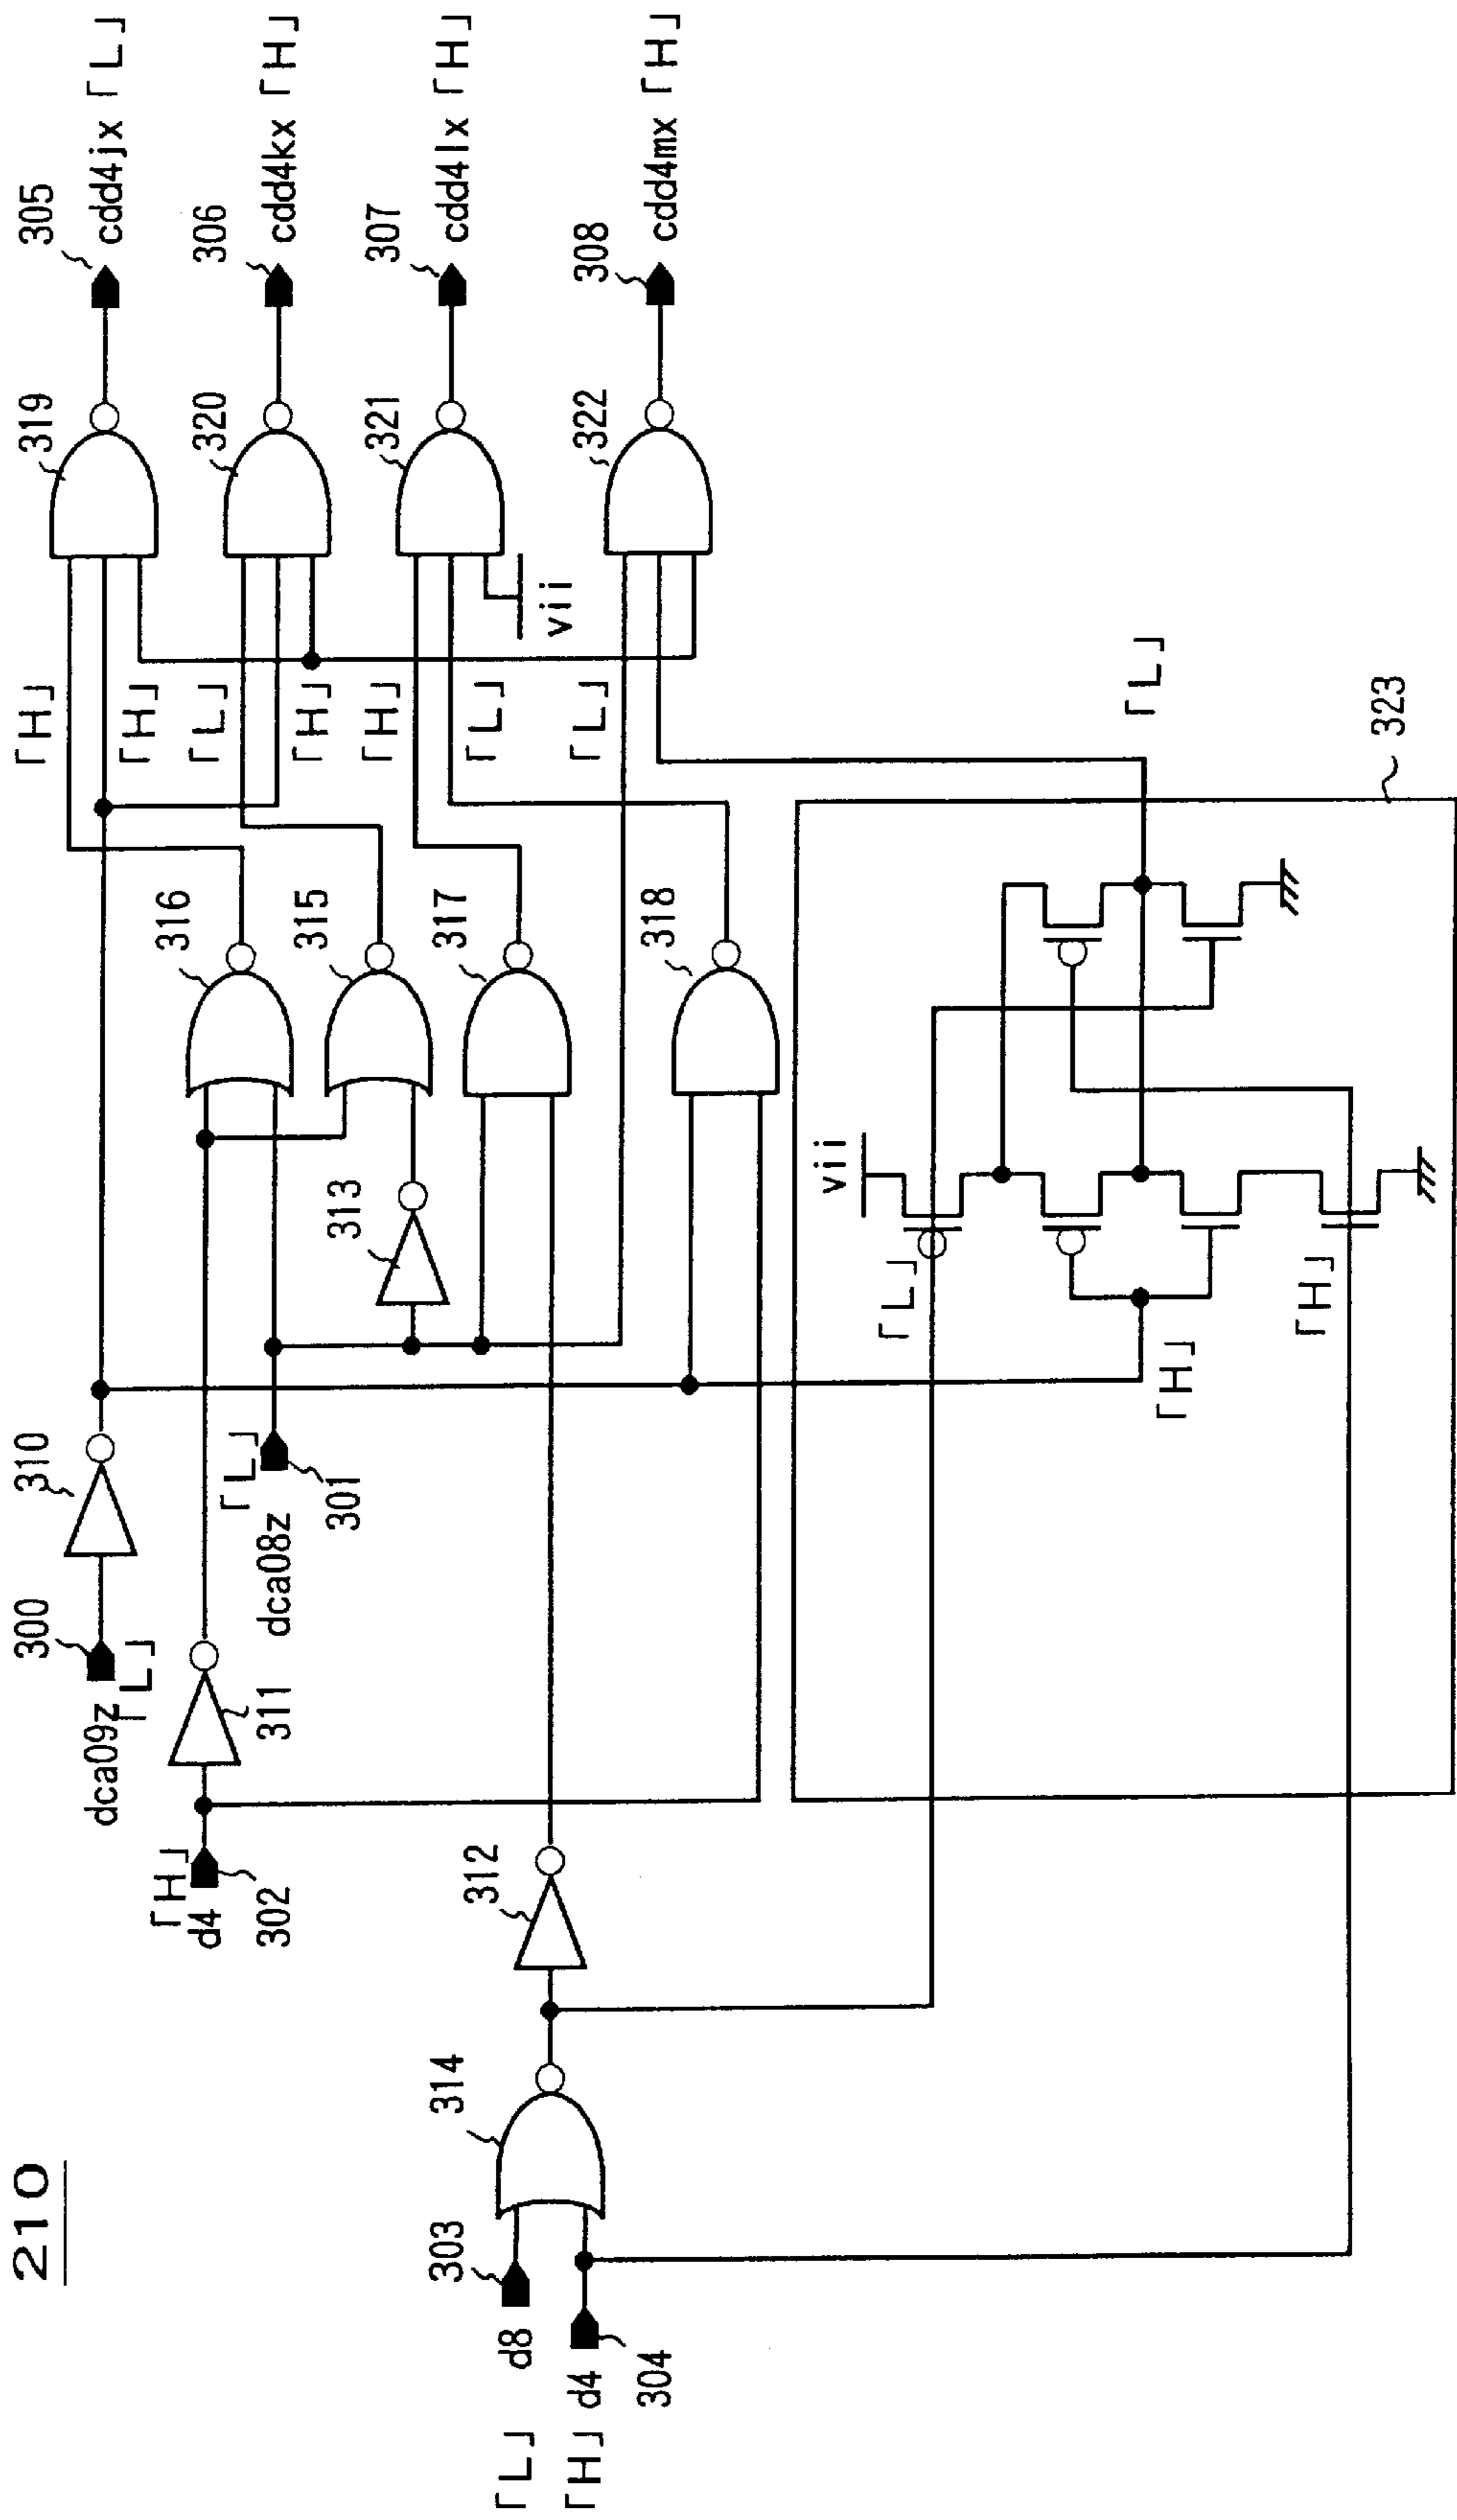 210
300
dca09z
「L」
310
「H」
d4
302
311
「L」
dca08z
301
303
「L」 d8
「H」 d4
304
314
312
313
316
315
317
318
「H」
「H」
「L」
「H」
「H」
「L」
「L」
319
320
321
322
vii
305
cdd4jx 「L」
306
cdd4kx 「H」
307
cdd4lx 「H」
308
cdd4mx 「H」
vii
「L」
「H」
「H」
「L」
323